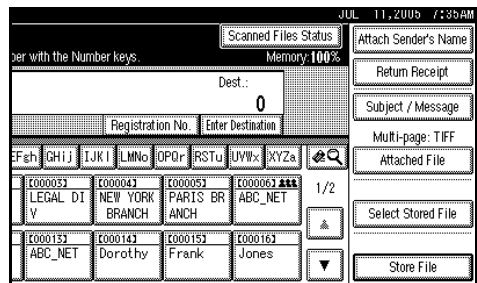 JUL 11,2005 7:35AM
Scanned Files Status
Attach Sender's Name
ber with the Number keys.
Memory:100%
Return Receipt
Dest.:
0
Subject / Message
Registration No.
Enter Destination
Multi-page: TIFF
Attached File
EFgh GHij IJKl LMNo OPQr RSTu UVWx XYZa
1/2
[00003] LEGAL DI
V
[00004] NEW YORK
BRANCH
[00005] PARIS BR
ANCH
[00006] ABC_NET
Select Stored File
[00013] ABC_NET
[00014] Dorothy
[00015] Frank
[00016] Jones
Store File